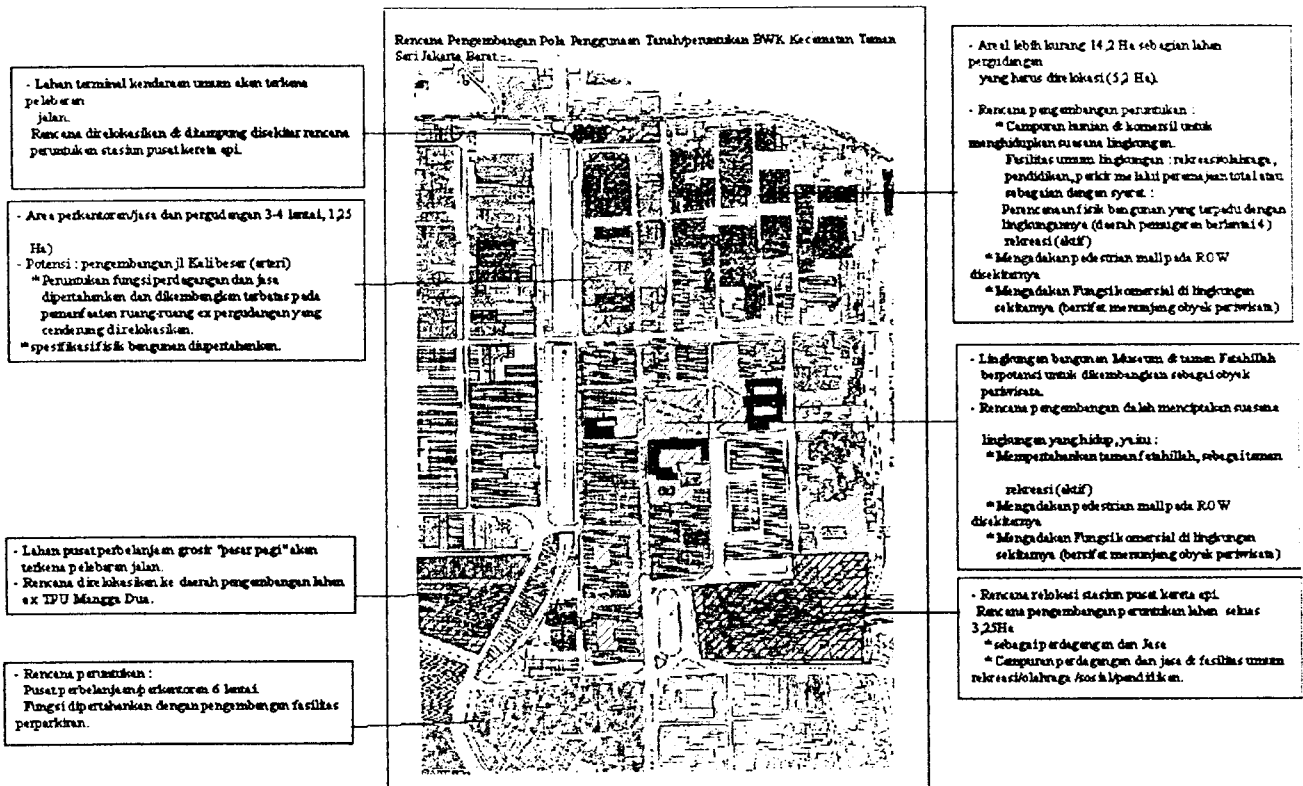 Rencana Pengembangan Pola Penggunaan Tanah/peruntukan BWK Kecamatan Taman
Sari Jakarta Barat
- Lahan terminal kendaraan umum akan terkena
pelebaran
jalan.
Rencana direlokasikan & ditampung disekitar rencana
peruntukan stasiun pusat kereta api.
- Area perkantoran/jasa dan pergudangan 3-4 lantai, 1,25
Ha)
- Potensi : pengembangan jl Kalibesar (arteri)
* Peruntukan fungsi perdagangan dan jasa
dipertahankan dan dikembangkan terbatas pada
pemanfaatan ruang-ruang ex pergudangan yang
cenderung direlokasikan.
* spesifikasi fisik bangunan dipertahankan.
- Lahan pusat perbelanjaan grosir "pasar pagi" akan
terkena pelebaran jalan.
- Rencana direlokasikan ke daerah pengembangan lahan
ex TPU Mangga Dua.
- Rencana peruntukan :
Pusat perbelanjaan/perkantoran 6 lantai
Fungsi dipertahankan dengan pengembangan fasilitas
perparkiran.
- Areal lebih kurang 14,2 Ha sebagian lahan
pergudangan
yang harus direlokasi (5,2 Ha).
- Rencana pengembangan peruntukan :
* Campuran hunian & komersil untuk
menghidupkan suasana lingkungan.
Fasilitas umum lingkungan : rekreasi/olahraga,
pendidikan, parkir melalui peremajaan total atau
sebagaian dengan syarat :
Perencanaan fisik bangunan yang terpadu dengan
lingkungannya (daerah pemugaran berlantai 4)
rekreasi (aktif)
* Mengadakan pedestrian mall pada ROW
disekitarnya
* Mengadakan Fungsi komersial di lingkungan
sekitarnya (bersifat menunjang obyek pariwisata)
- Lingkungan bangunan Museum & taman Fatahillah
berpotensi untuk dikembangkan sebagai obyek
pariwisata.
- Rencana pengembangan dalah menciptakan suasana
lingkungan yang hidup, yaitu :
* Mempertahankan taman fatahillah, sebagai taman
rekreasi (aktif)
* Mengadakan pedestrian mall pada ROW
disekitarnya
* Mengadakan Fungsi komersial di lingkungan
sekitarnya (bersifat menunjang obyek pariwisata)
- Rencana relokasi stasiun pusat kereta api.
Rencana pengembangan peruntukan lahan seluas
3,25Ha
* sebagai perdagangan dan Jasa
* Campuran perdagangan dan jasa & fasilitas umum
rekreasi/olahraga /sosial/pendidikan.